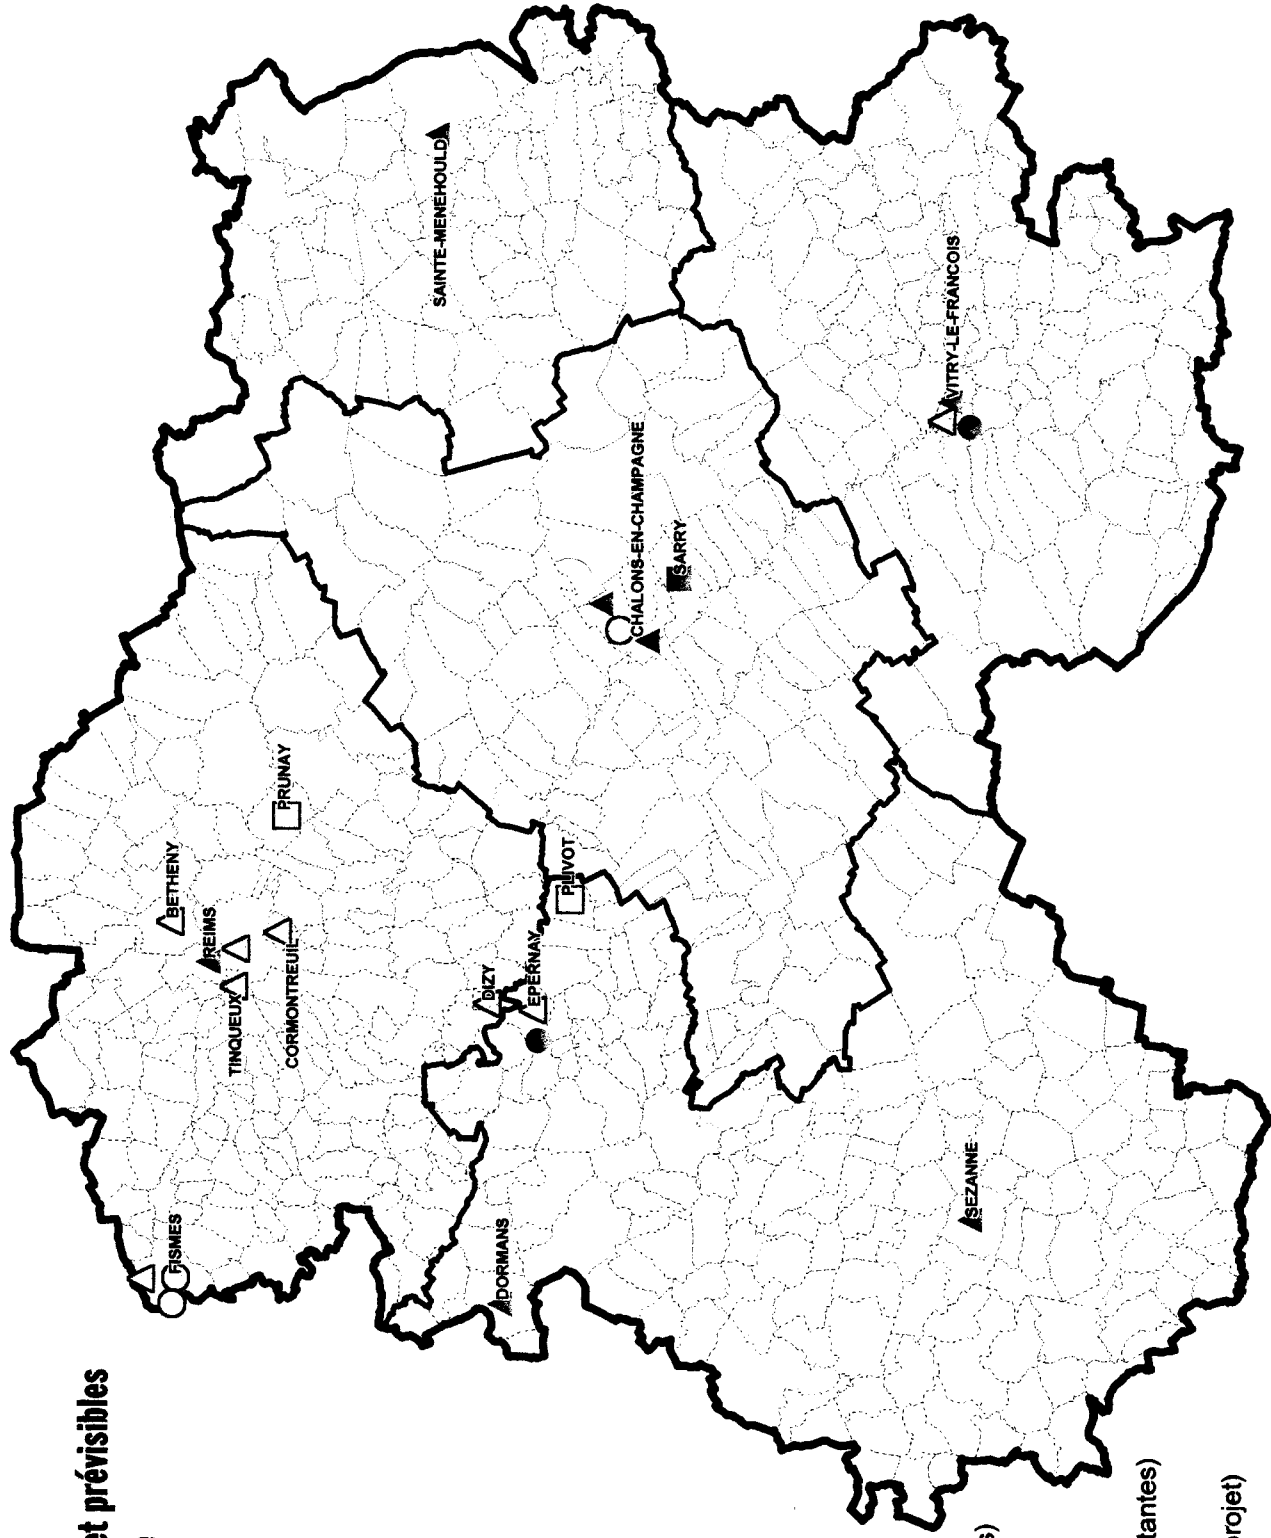 et prévisibles
FISMES
BETHENY
REIMS
TINQUEUX
CORMONTREUIL
PRUNAY
SAINTE-MENEHOULD
DIZY
EPERNAY
PLIVOT
DORMANS
CHALONS-EN-CHAMPAGNE
SARRY
VITRY-LE-FRANCOIS
SEZANNE
s)
tantes)
rojet)